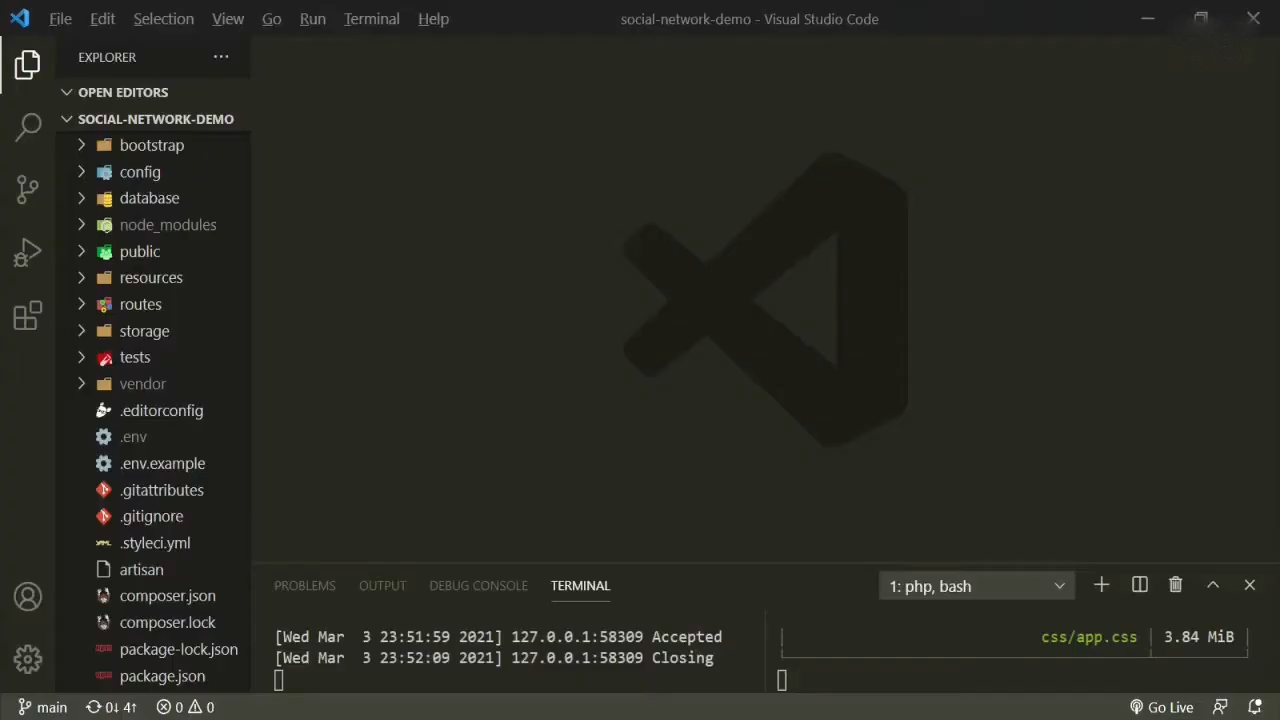 File Edit Selection View Go Run Terminal Help social-network-demo - Visual Studio Code
EXPLORER
OPEN EDITORS
SOCIAL-NETWORK-DEMO
bootstrap
config
database
node_modules
public
resources
routes
storage
tests
vendor
.editorconfig
.env
.env.example
.gitattributes
.gitignore
.styleci.yml
artisan
composer.json
composer.lock
package-lock.json
package.json
PROBLEMS OUTPUT DEBUG CONSOLE TERMINAL 1: php, bash
[Wed Mar  3 23:51:59 2021] 127.0.0.1:58309 Accepted
[Wed Mar  3 23:52:09 2021] 127.0.0.1:58309 Closing
css/app.css | 3.84 MiB
main 0↓ 4↑ 0 0 Go Live